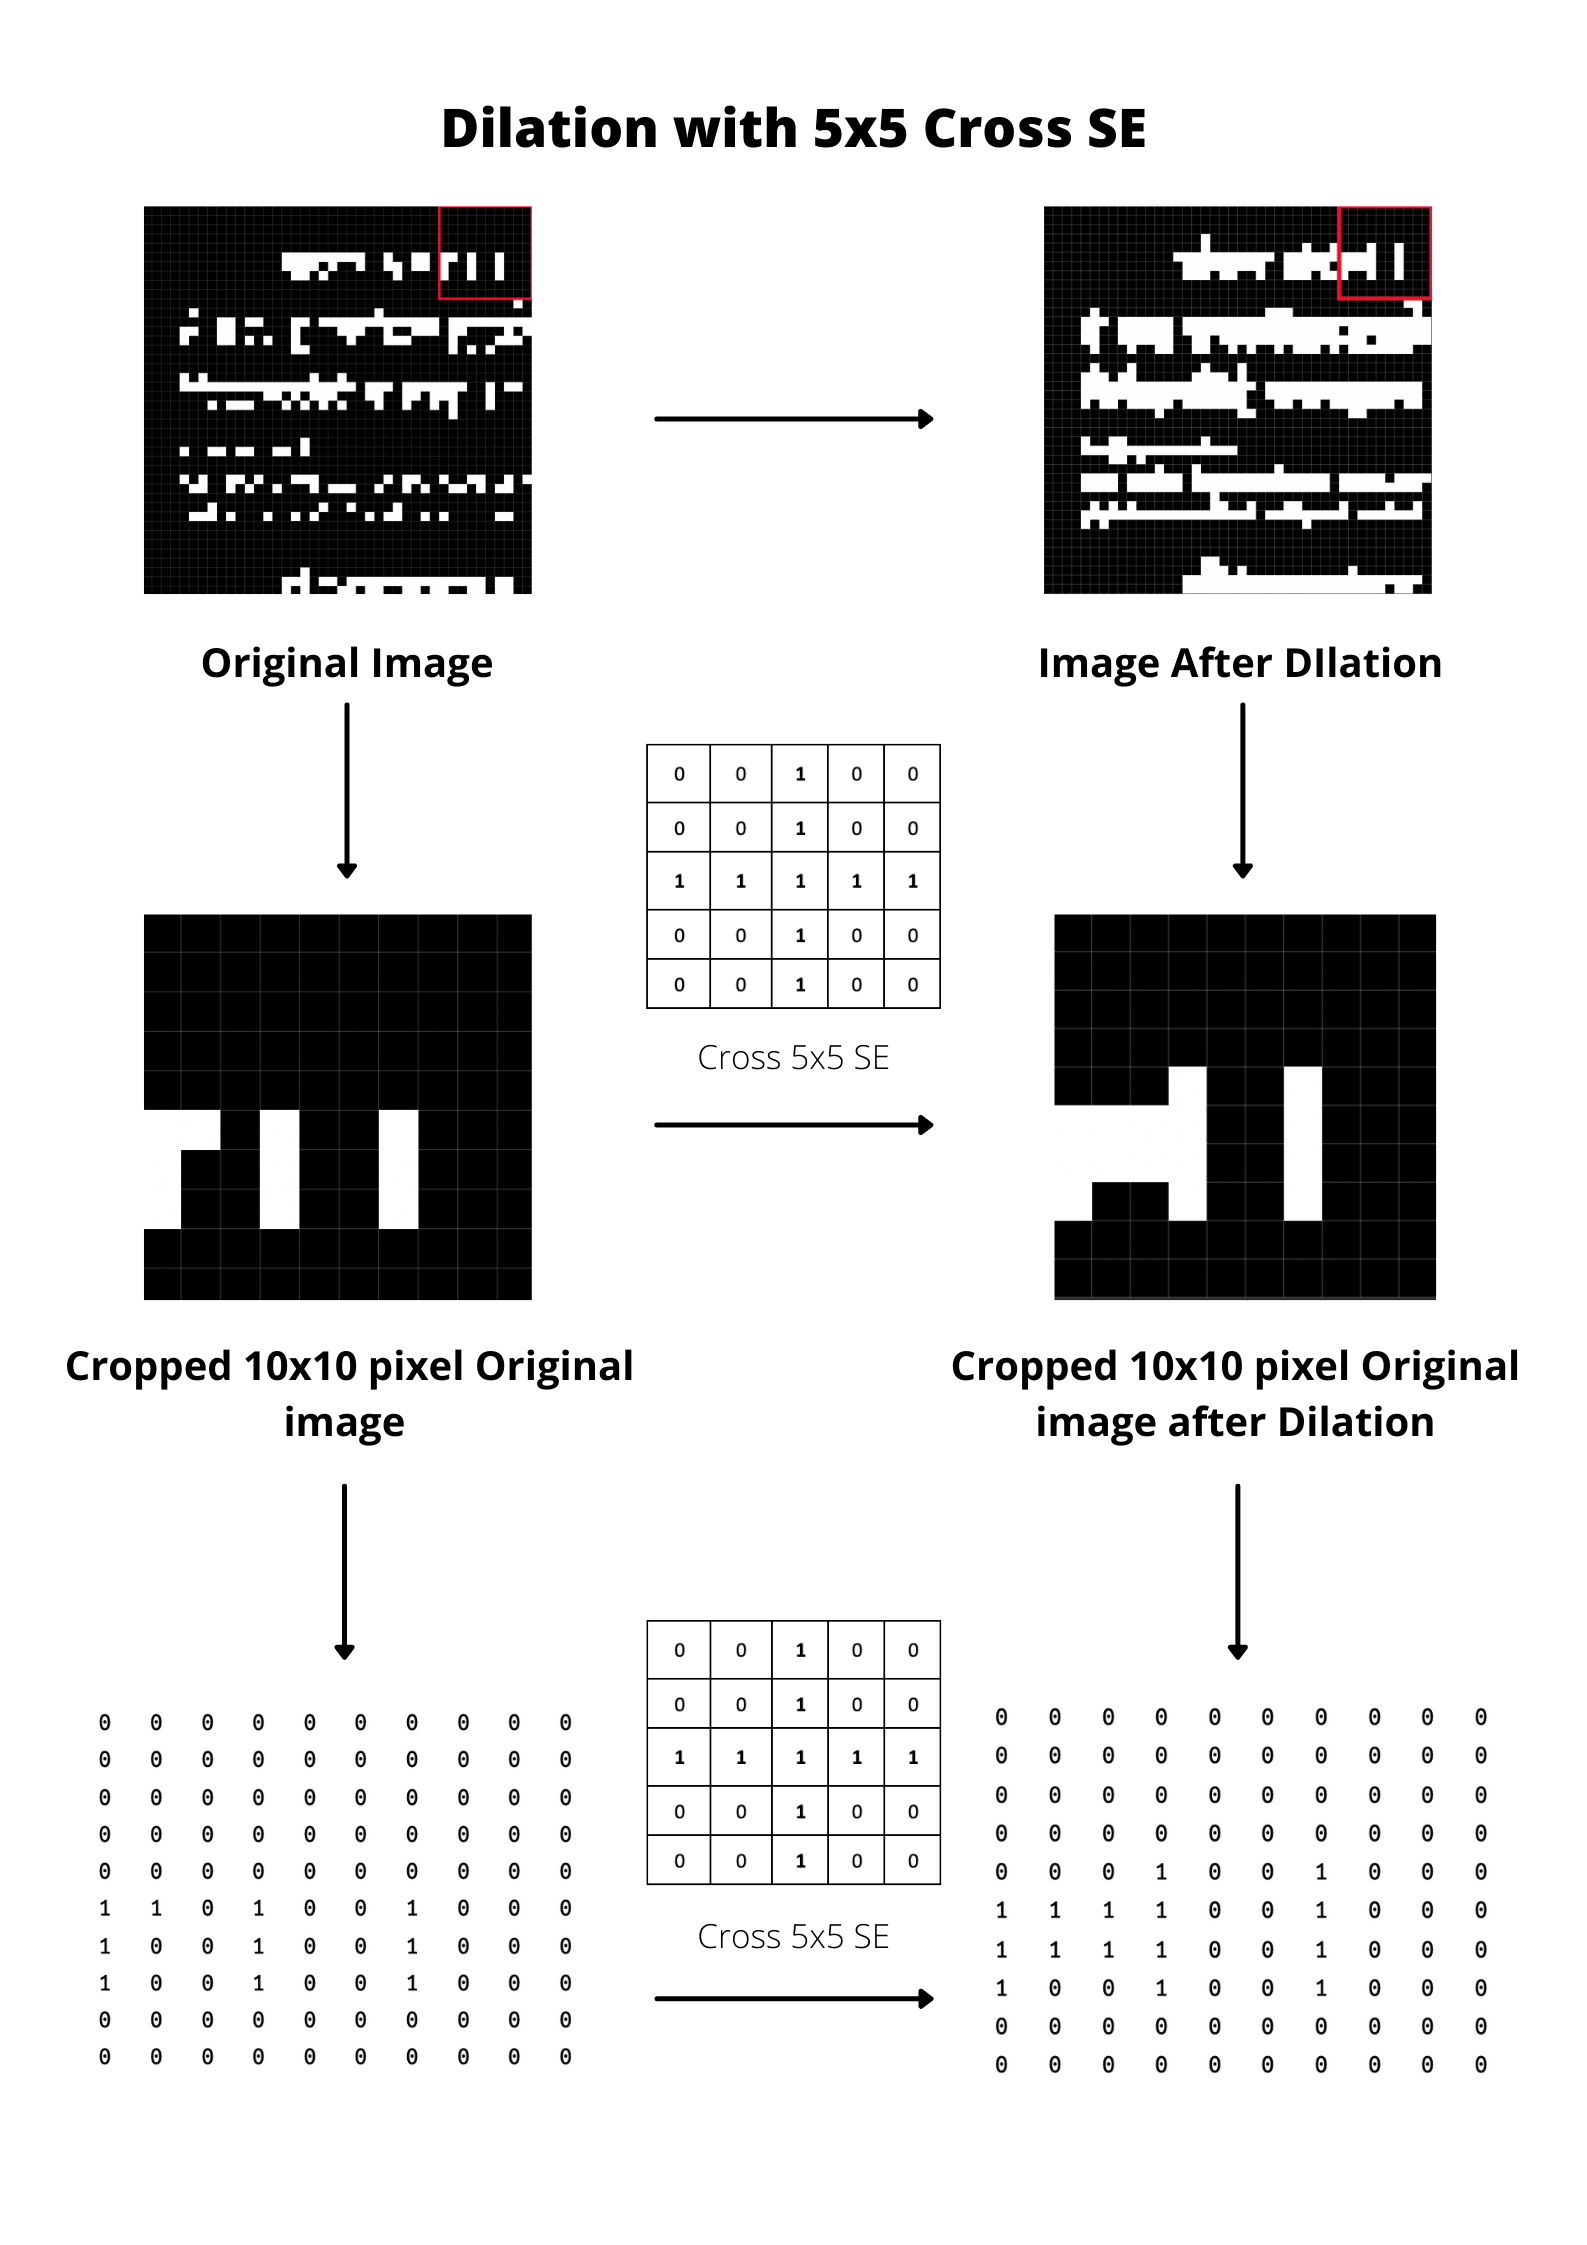 Dilation with 5x5 Cross SE
Original Image
Image After DIlation
0 0 1 0 0
0 0 1 0 0
1 1 1 1 1
0 0 1 0 0
0 0 1 0 0
Cross 5x5 SE
Cropped 10x10 pixel Original
image
Cropped 10x10 pixel Original
image after Dilation
0 0 0 0 0 0 0 0 0 0
0 0 0 0 0 0 0 0 0 0
0 0 0 0 0 0 0 0 0 0
0 0 0 0 0 0 0 0 0 0
0 0 0 0 0 0 0 0 0 0
1 1 0 1 0 0 1 0 0 0
1 0 0 1 0 0 1 0 0 0
1 0 0 1 0 0 1 0 0 0
0 0 0 0 0 0 0 0 0 0
0 0 0 0 0 0 0 0 0 0
0 0 1 0 0
0 0 1 0 0
1 1 1 1 1
0 0 1 0 0
0 0 1 0 0
Cross 5x5 SE
0 0 0 0 0 0 0 0 0 0
0 0 0 0 0 0 0 0 0 0
0 0 0 0 0 0 0 0 0 0
0 0 0 0 0 0 0 0 0 0
0 0 0 1 0 0 1 0 0 0
1 1 1 1 0 0 1 0 0 0
1 1 1 1 0 0 1 0 0 0
1 0 0 1 0 0 1 0 0 0
0 0 0 0 0 0 0 0 0 0
0 0 0 0 0 0 0 0 0 0